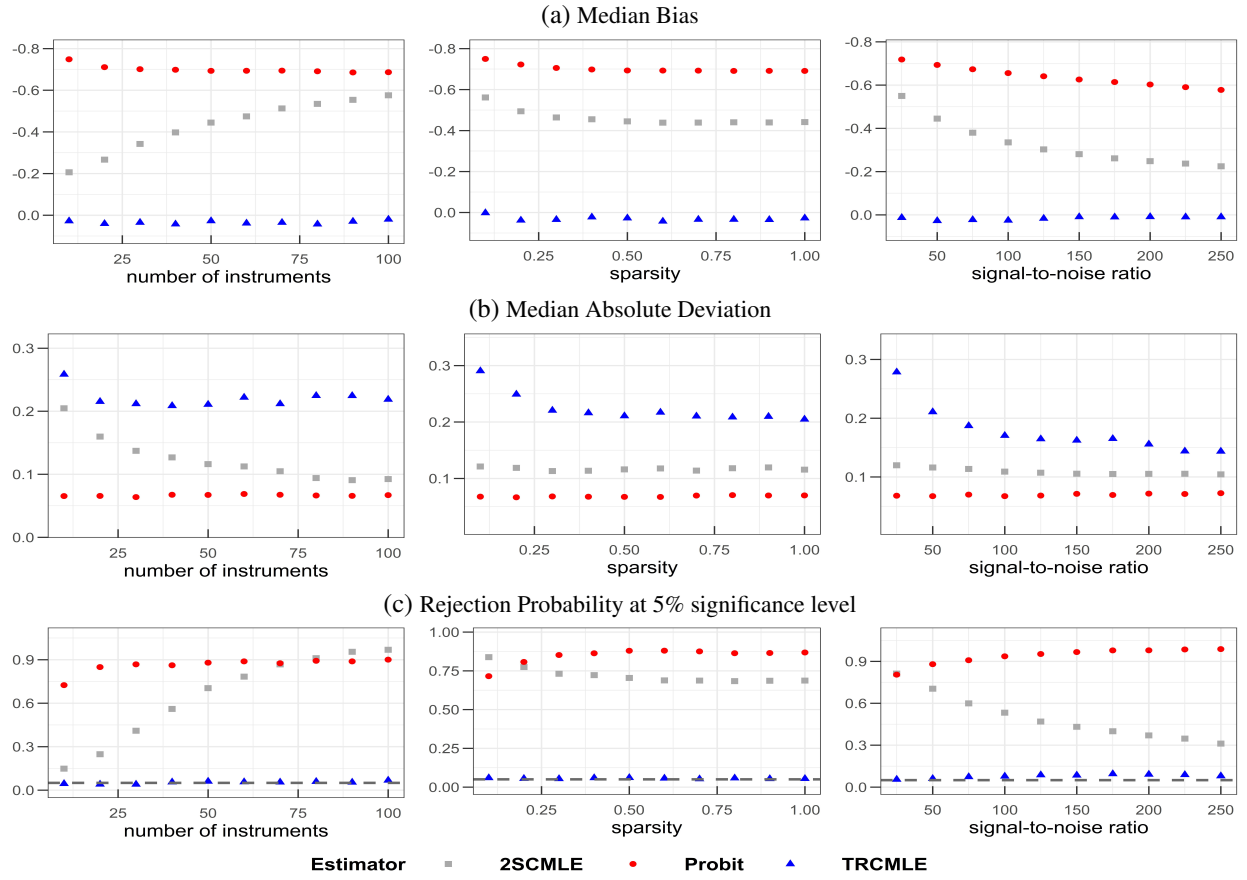 (a) Median Bias
-0.8 -0.6 -0.4 -0.2 0.0
25 50 75 100
number of instruments
-0.8 -0.6 -0.4 -0.2 0.0
0.25 0.50 0.75 1.00
sparsity
-0.8 -0.6 -0.4 -0.2 0.0
50 100 150 200 250
signal-to-noise ratio
(b) Median Absolute Deviation
0.3 0.2 0.1 0.0
25 50 75 100
number of instruments
0.3 0.2 0.1
0.25 0.50 0.75 1.00
sparsity
0.3 0.2 0.1
50 100 150 200 250
signal-to-noise ratio
(c) Rejection Probability at 5% significance level
0.9 0.6 0.3 0.0
25 50 75 100
number of instruments
1.00 0.75 0.50 0.25 0.00
0.25 0.50 0.75 1.00
sparsity
0.9 0.6 0.3 0.0
50 100 150 200 250
signal-to-noise ratio
Estimator 2SCMLE Probit TRCMLE